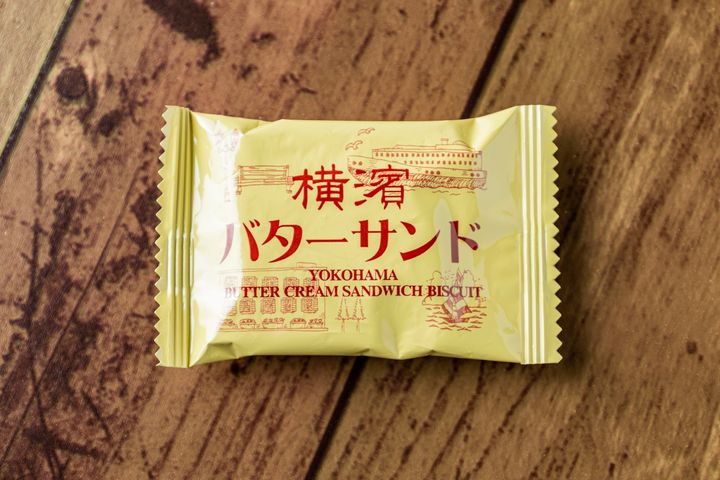 横濱
バターサンド
YOKOHAMA
BUTTER CREAM SANDWICH BISCUIT